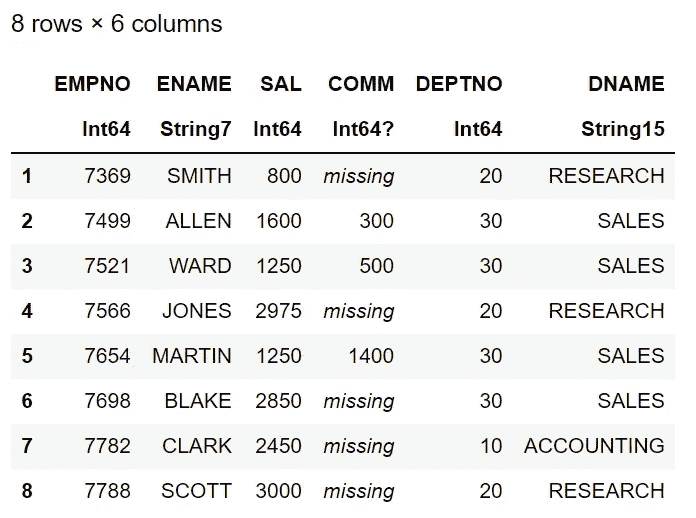 8 rows × 6 columns
EMPNO ENAME SAL COMM DEPTNO DNAME
Int64 String7 Int64 Int64? Int64 String15
1 7369 SMITH 800 missing 20 RESEARCH
2 7499 ALLEN 1600 300 30 SALES
3 7521 WARD 1250 500 30 SALES
4 7566 JONES 2975 missing 20 RESEARCH
5 7654 MARTIN 1250 1400 30 SALES
6 7698 BLAKE 2850 missing 30 SALES
7 7782 CLARK 2450 missing 10 ACCOUNTING
8 7788 SCOTT 3000 missing 20 RESEARCH